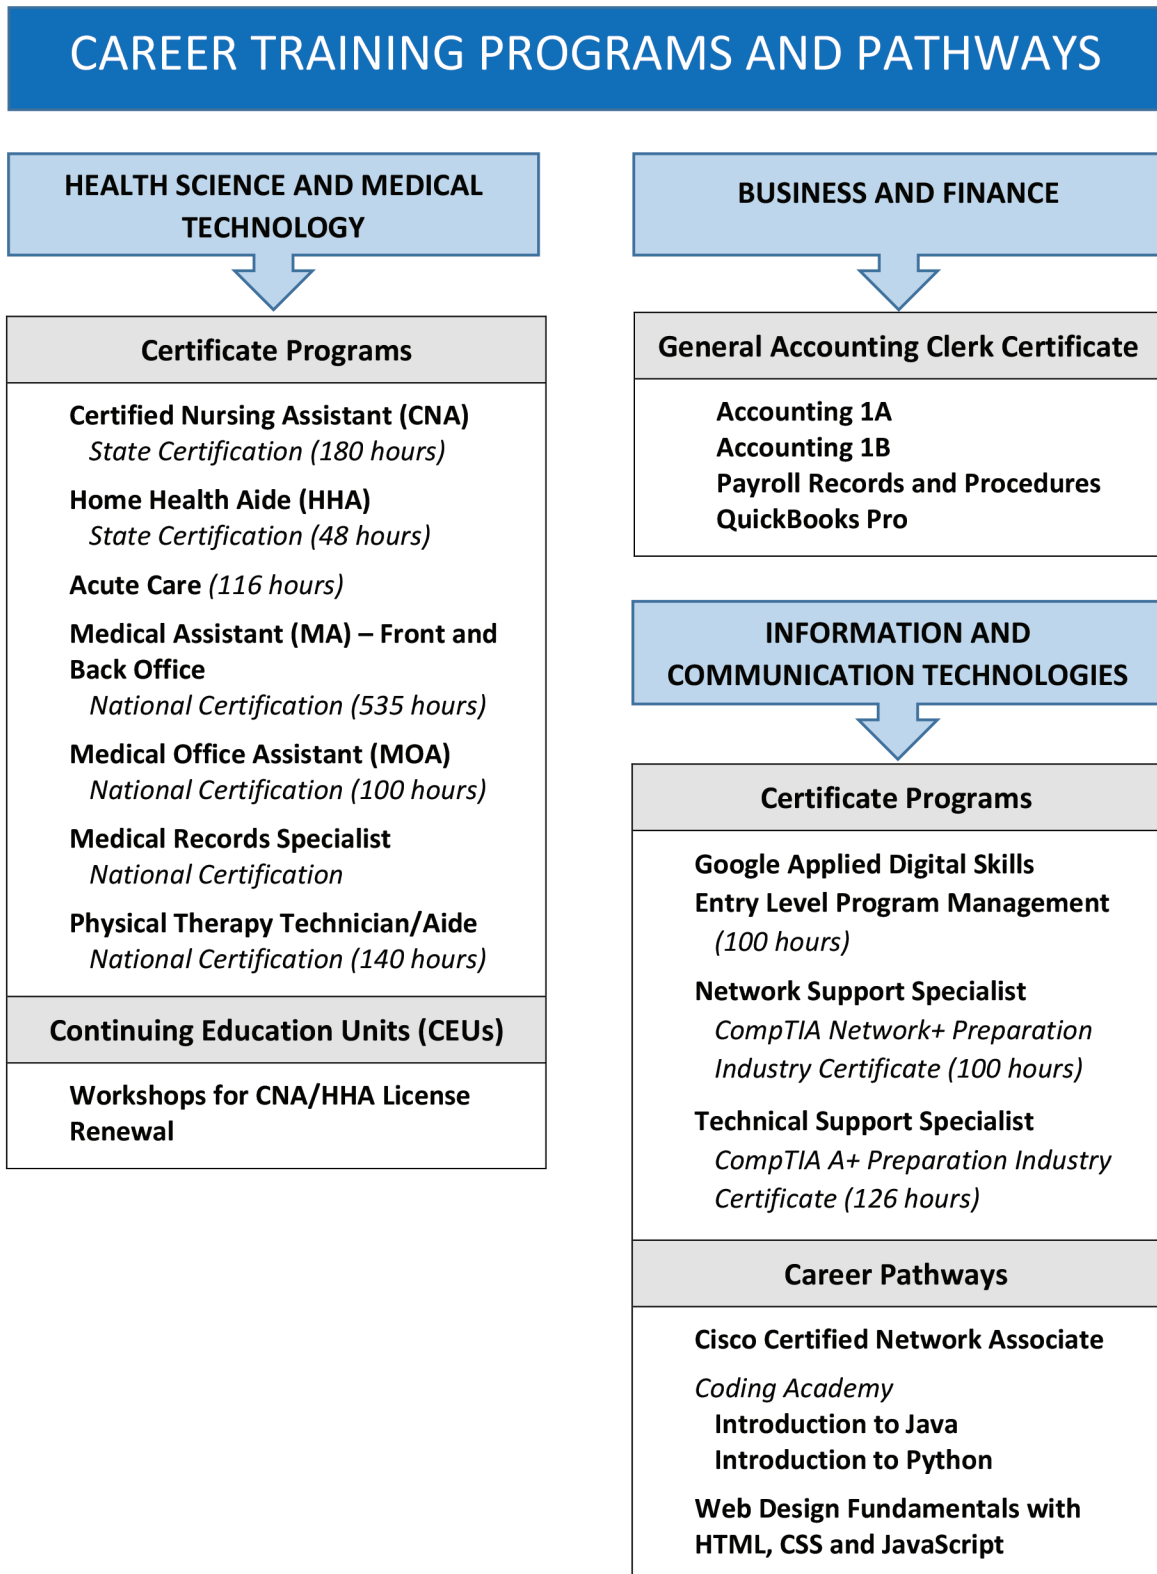 CAREER TRAINING PROGRAMS AND PATHWAYS
HEALTH SCIENCE AND MEDICAL
TECHNOLOGY
Certificate Programs
Certified Nursing Assistant (CNA)
State Certification (180 hours)
Home Health Aide (HHA)
State Certification (48 hours)
Acute Care (116 hours)
Medical Assistant (MA) – Front and
Back Office
National Certification (535 hours)
Medical Office Assistant (MOA)
National Certification (100 hours)
Medical Records Specialist
National Certification
Physical Therapy Technician/Aide
National Certification (140 hours)
Continuing Education Units (CEUs)
Workshops for CNA/HHA License
Renewal
BUSINESS AND FINANCE
General Accounting Clerk Certificate
Accounting 1A
Accounting 1B
Payroll Records and Procedures
QuickBooks Pro
INFORMATION AND
COMMUNICATION TECHNOLOGIES
Certificate Programs
Google Applied Digital Skills
Entry Level Program Management
(100 hours)
Network Support Specialist
CompTIA Network+ Preparation
Industry Certificate (100 hours)
Technical Support Specialist
CompTIA A+ Preparation Industry
Certificate (126 hours)
Career Pathways
Cisco Certified Network Associate
Coding Academy
Introduction to Java
Introduction to Python
Web Design Fundamentals with
HTML, CSS and JavaScript